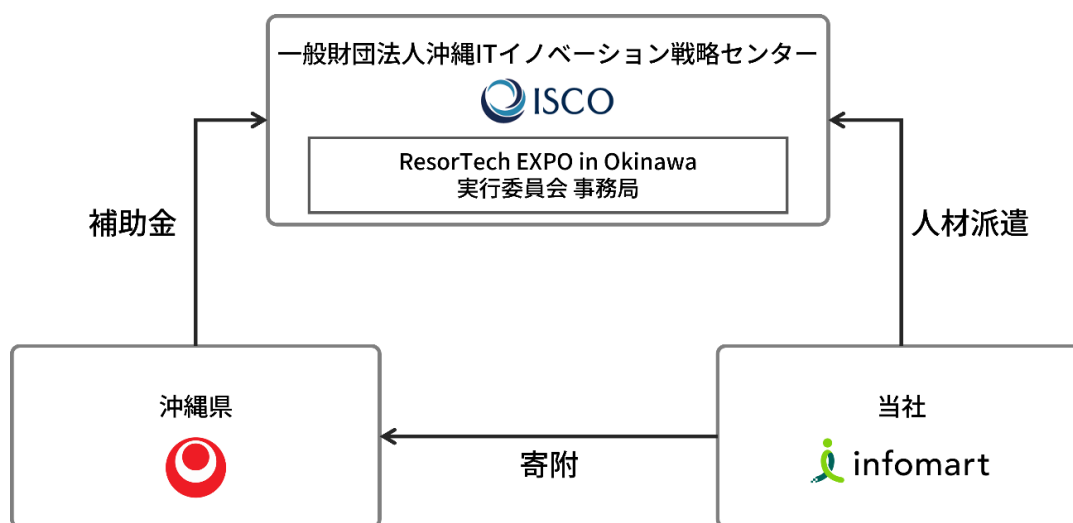 一般財団法人沖縄ITイノベーション戦略センター
ISCO
ResorTech EXPO in Okinawa
実行委員会 事務局
補助金
人材派遣
沖縄県
当社
infomart
寄附